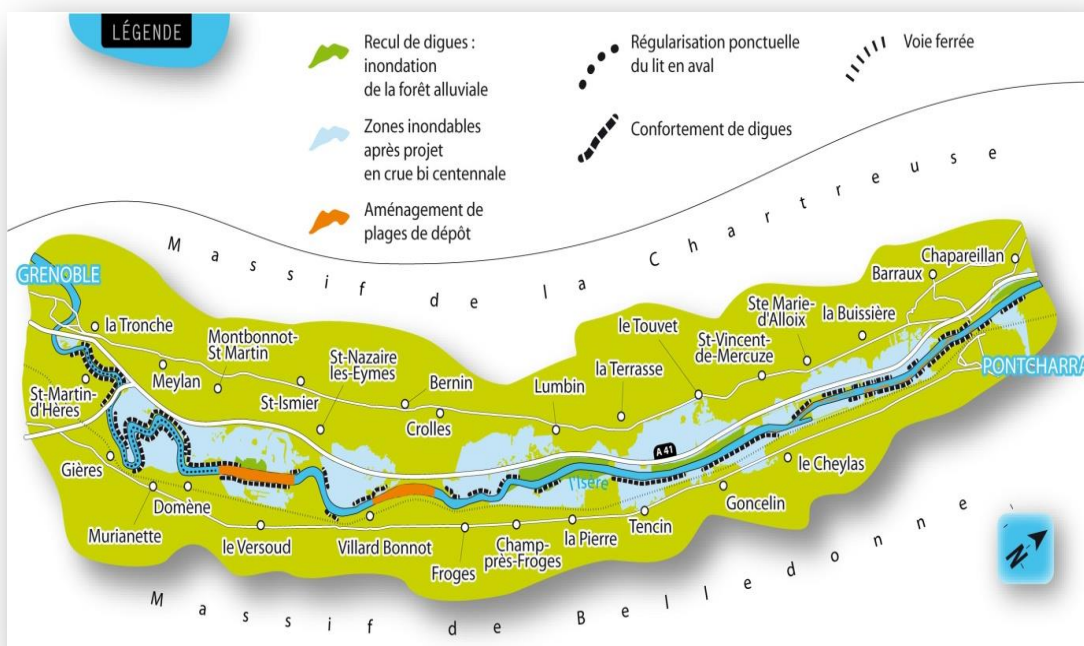 LÉGENDE
Recul de digues :
inondation
de la forêt alluviale
Zones inondables
après projet
en crue bi centennale
Aménagement de
plages de dépôt
Régularisation ponctuelle
du lit en aval
Confortement de digues
Voie ferrée
Massif de la Chartreuse
GRENOBLE
la Tronche
Meylan
Montbonnot-
St Martin
St-Ismier
St-Nazaire
les-Eymes
Bernin
Crolles
Lumbin
la Terrasse
le Touvet
St-Vincent-
de-Mercuze
Ste Marie-
d'Alloix
la Buissière
Barraux
Chapareillan
PONTCHARRA
St-Martin-
d'Hères
Gières
Murianette
Domène
le Versoud
Villard Bonnot
Froges
Champ-
près-Froges
la Pierre
Tencin
Goncelin
le Cheylas
A 41
l'Isère
Massif de Belledonne
N